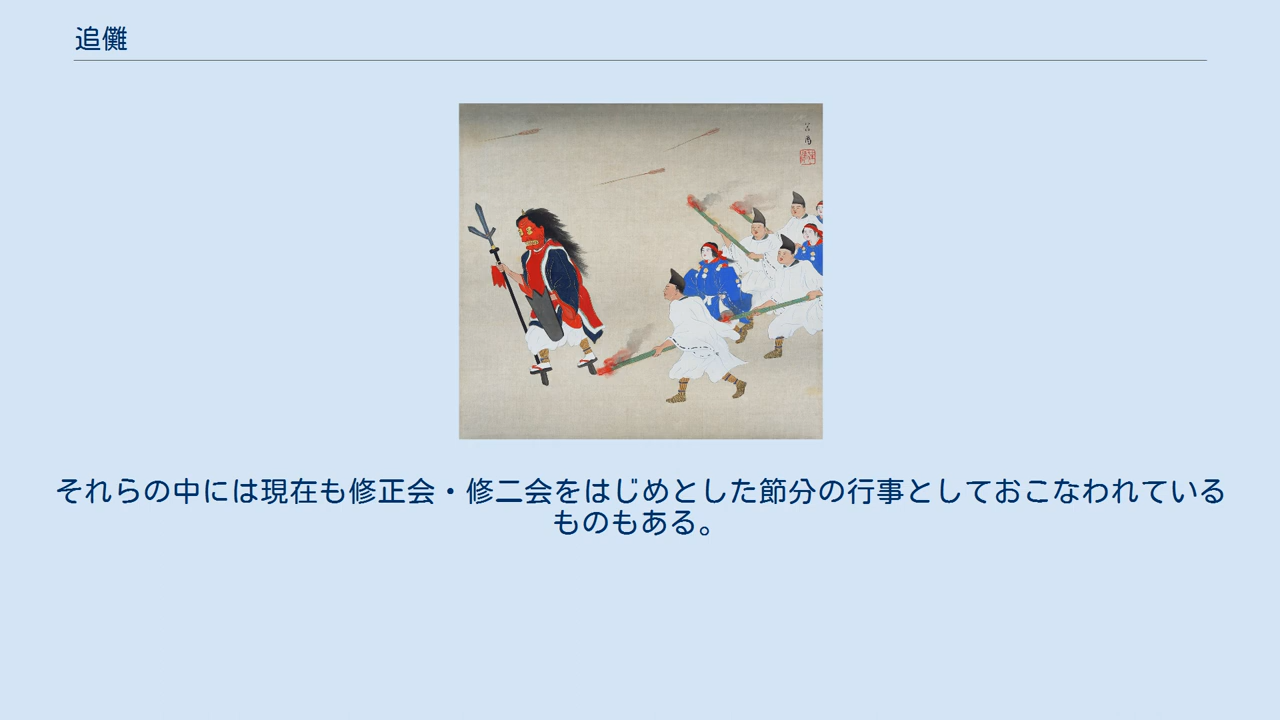 追儺
それらの中には現在も修正会・修二会をはじめとした節分の行事としておこなわれている
ものもある。